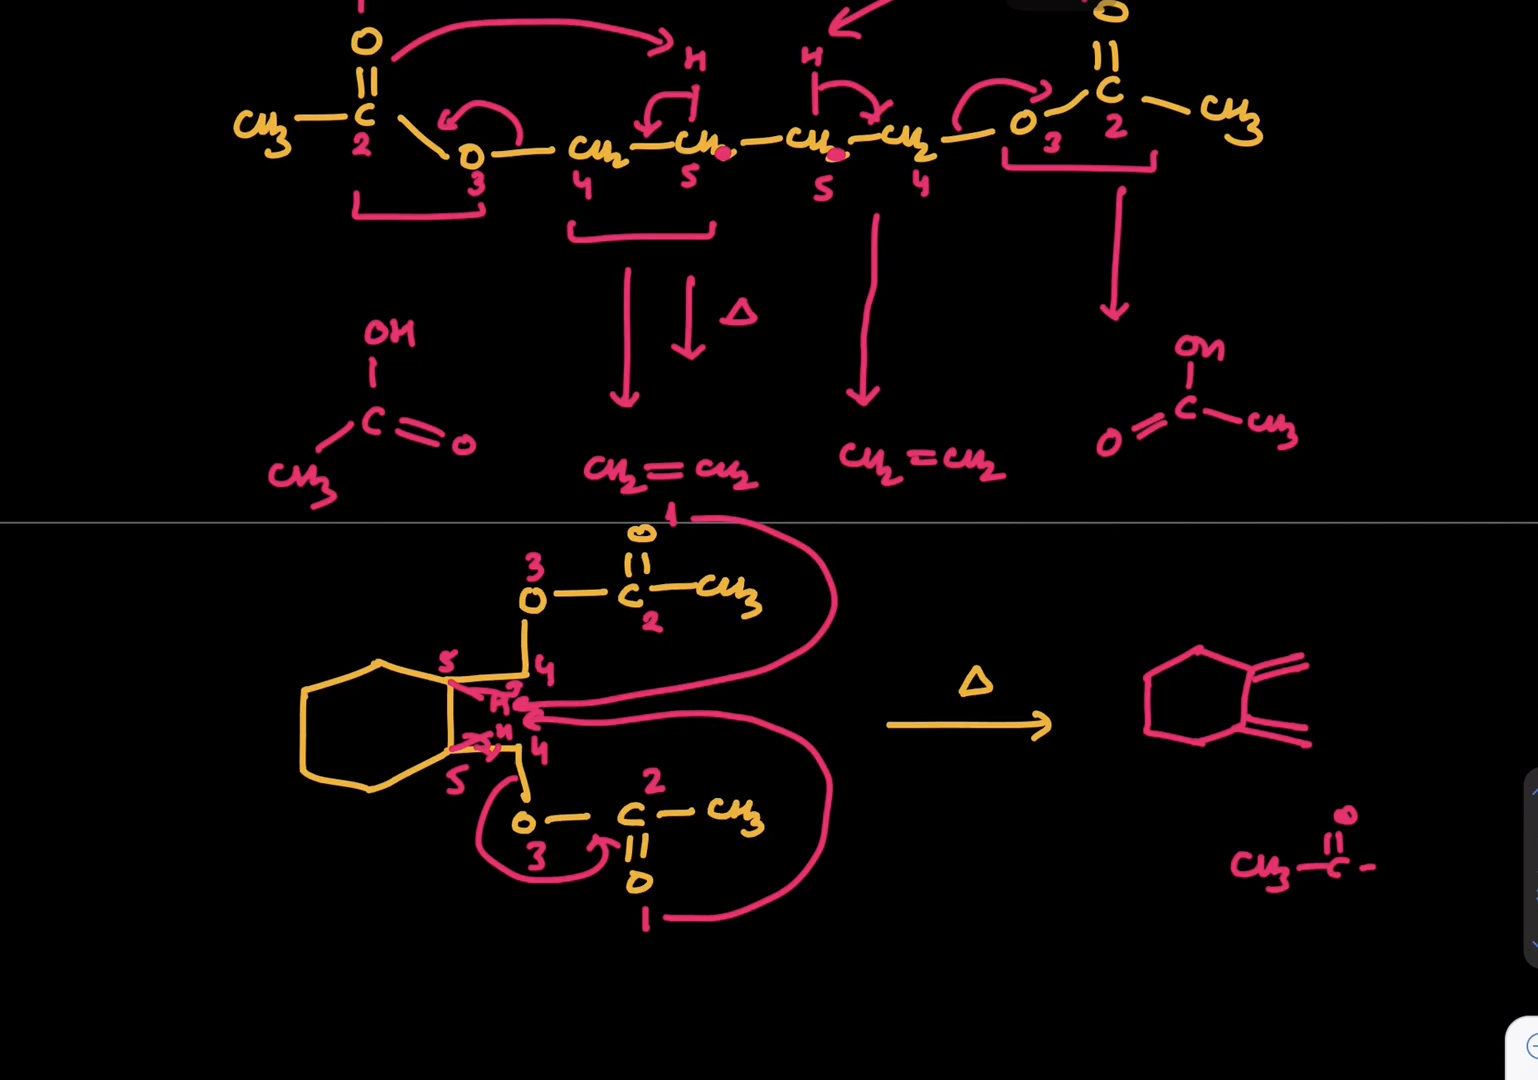 O O
H H
CH3 C O CH2 CH2 CH2 CH2 O C CH3
2 3 4 5 5 4 3 2
Δ
OH OH
C O O C CH3
CH3 CH2=CH2 CH2=CH2
1
O
3
O C CH3
2
5 4
H
H
5 4
Δ
2
O C CH3
3
O
1
O
CH3-C-